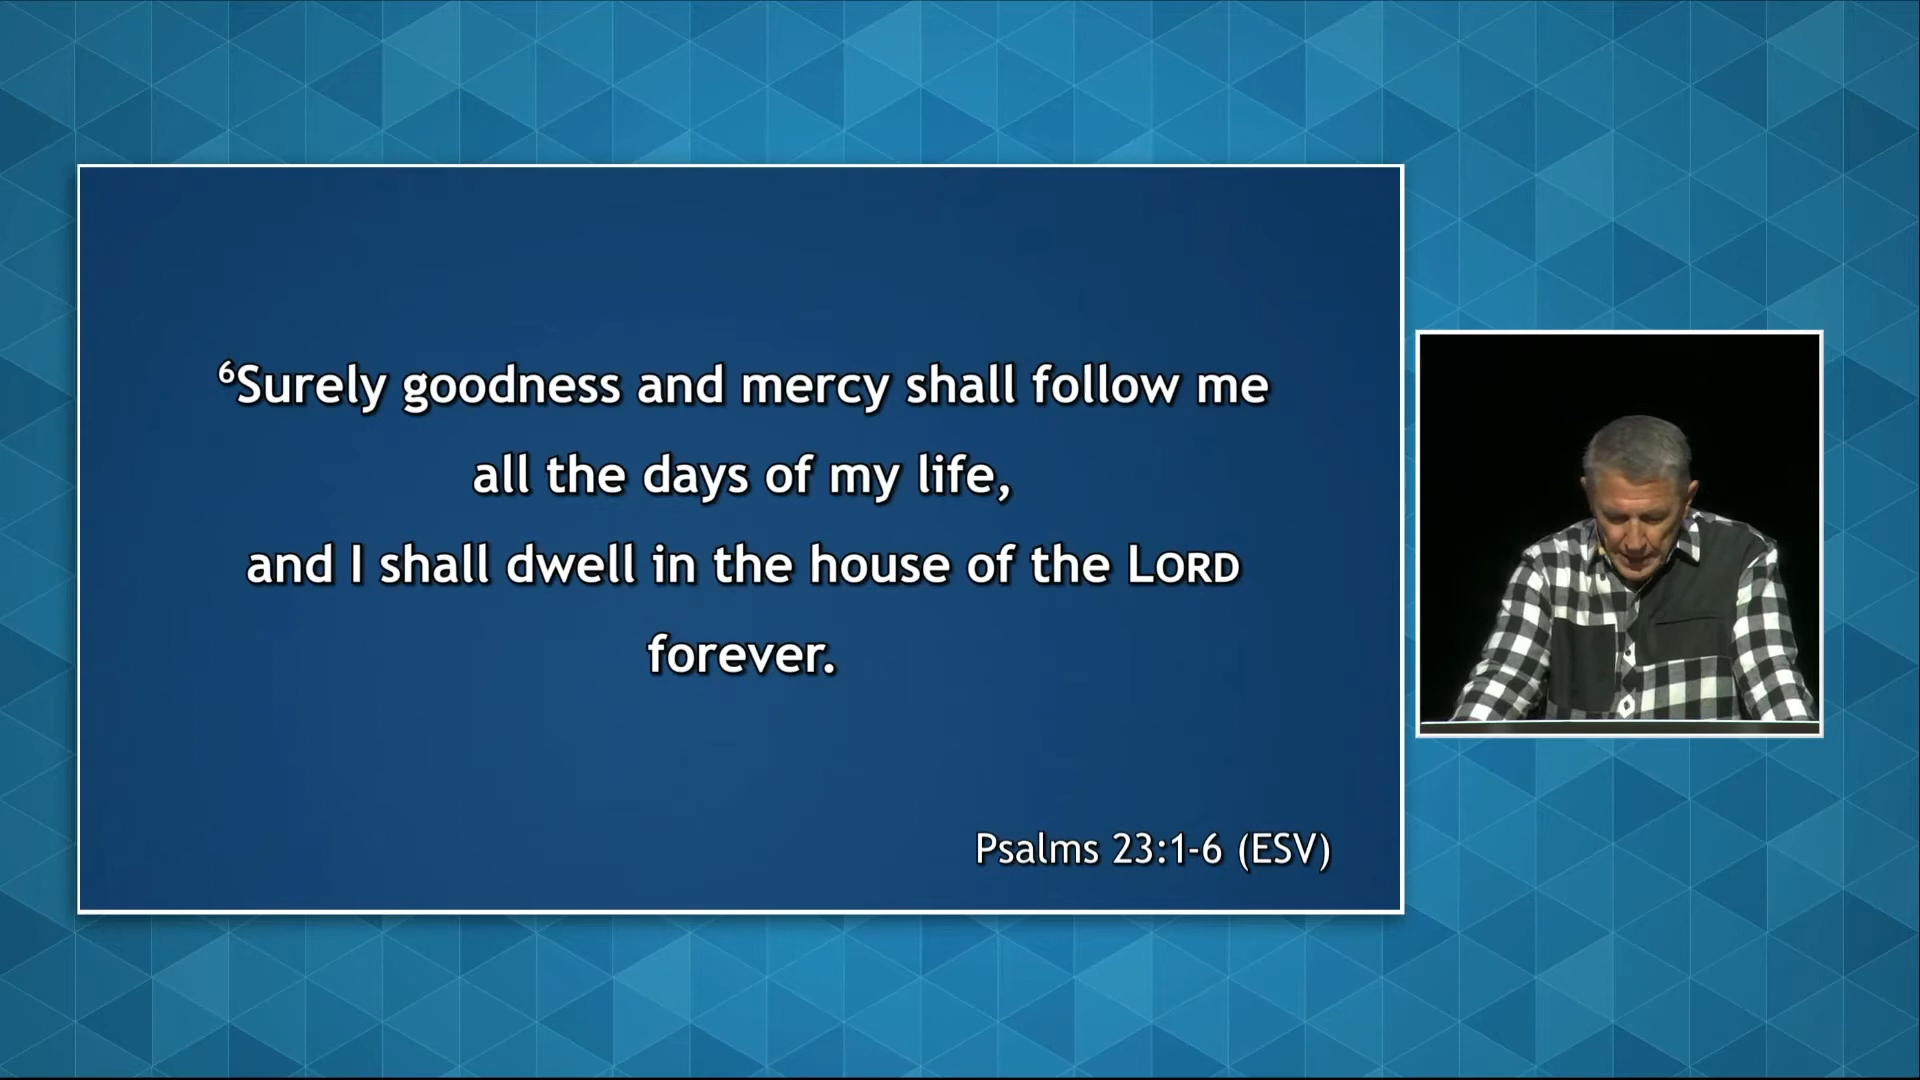 ⁶Surely goodness and mercy shall follow me
all the days of my life,
and I shall dwell in the house of the LORD
forever.
Psalms 23:1-6 (ESV)